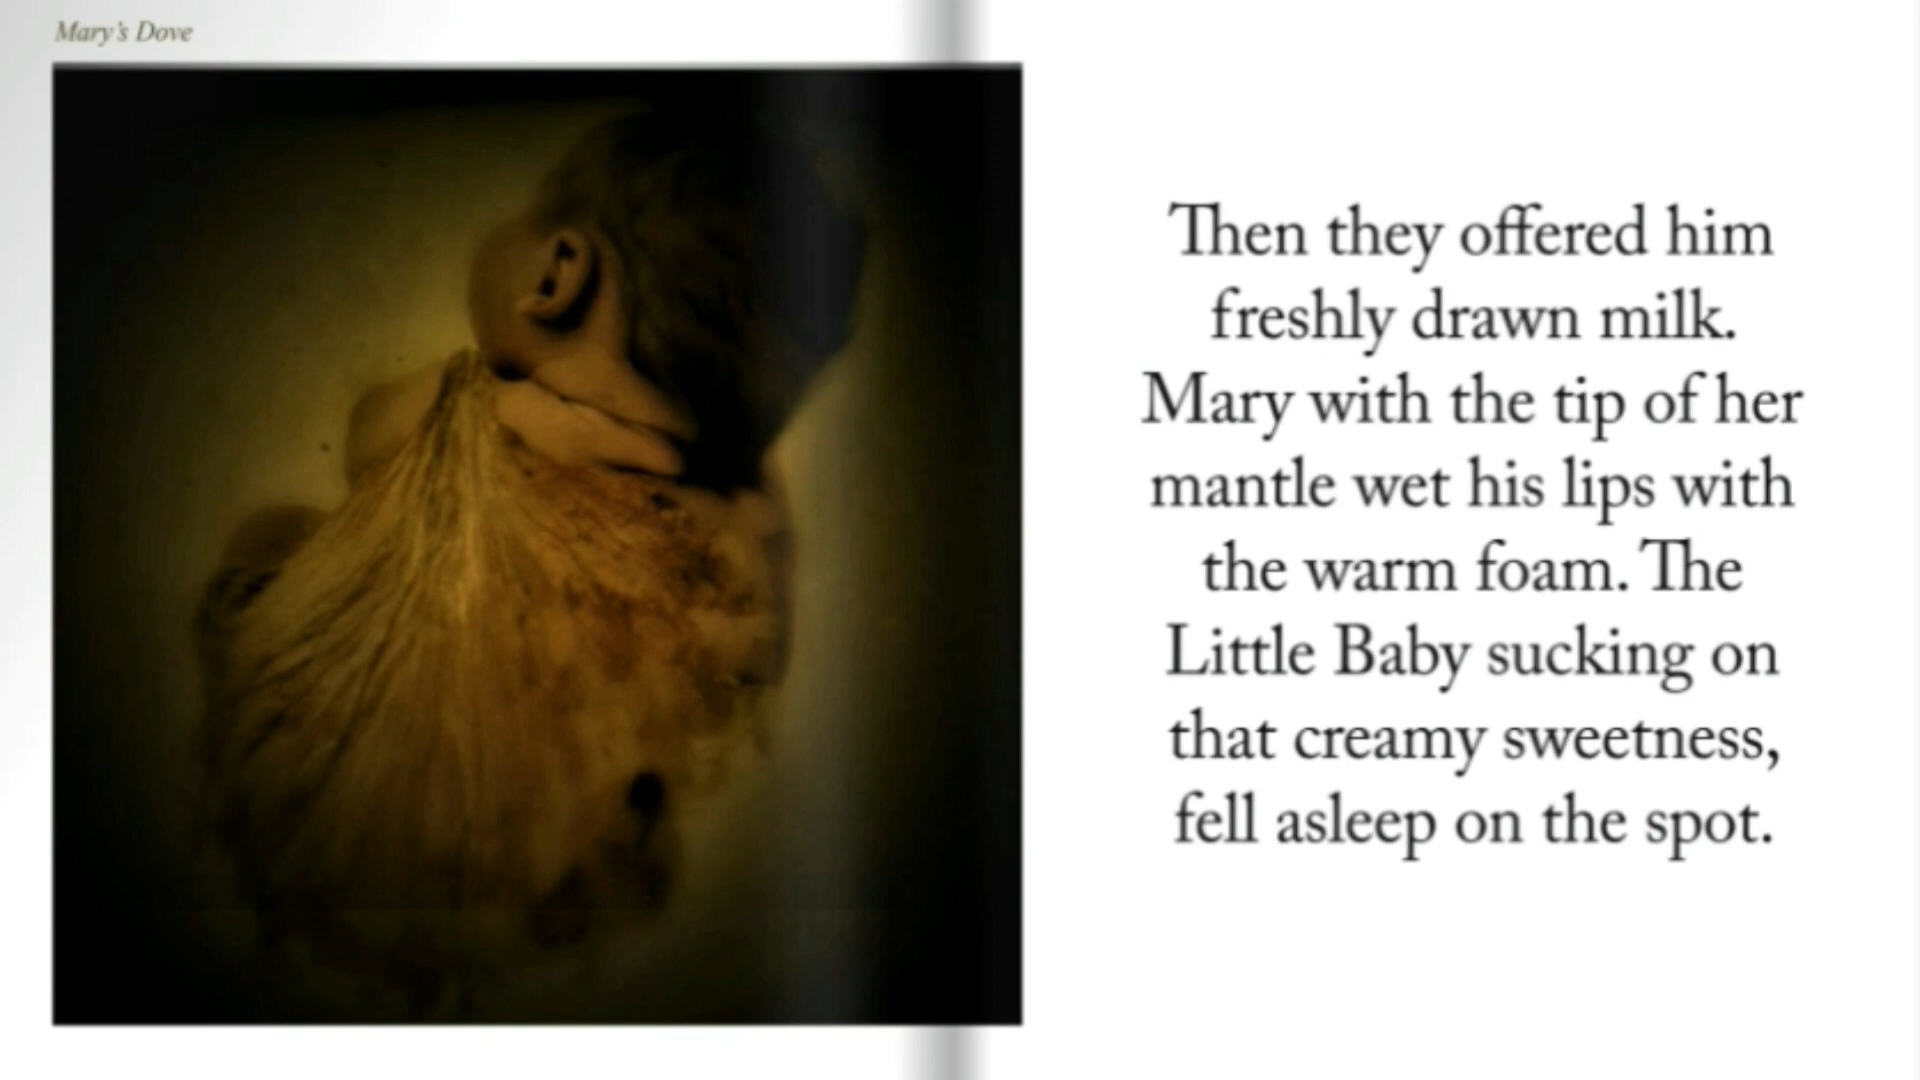 Mary's Dove
Then they offered him
freshly drawn milk.
Mary with the tip of her
mantle wet his lips with
the warm foam. The
Little Baby sucking on
that creamy sweetness,
fell asleep on the spot.